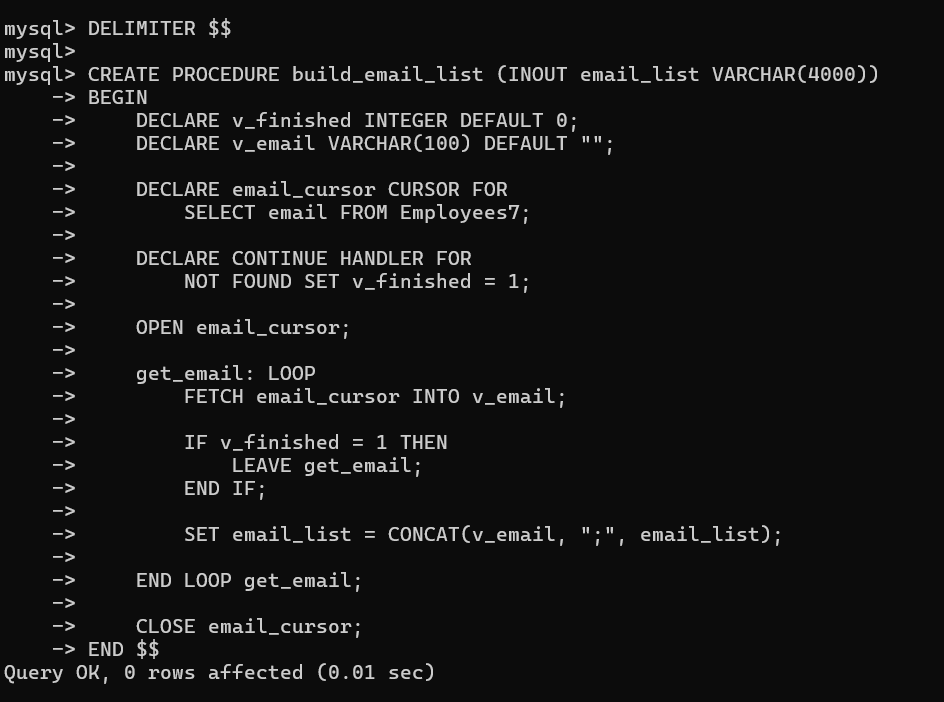 mysql> DELIMITER $$
mysql>
mysql> CREATE PROCEDURE build_email_list (INOUT email_list VARCHAR(4000))
    -> BEGIN
    ->     DECLARE v_finished INTEGER DEFAULT 0;
    ->     DECLARE v_email VARCHAR(100) DEFAULT "";
    ->
    ->     DECLARE email_cursor CURSOR FOR
    ->         SELECT email FROM Employees7;
    ->
    ->     DECLARE CONTINUE HANDLER FOR
    ->         NOT FOUND SET v_finished = 1;
    ->
    ->     OPEN email_cursor;
    ->
    ->     get_email: LOOP
    ->         FETCH email_cursor INTO v_email;
    ->
    ->         IF v_finished = 1 THEN
    ->             LEAVE get_email;
    ->         END IF;
    ->
    ->         SET email_list = CONCAT(v_email, ";", email_list);
    ->
    ->     END LOOP get_email;
    ->
    ->     CLOSE email_cursor;
    -> END $$
Query OK, 0 rows affected (0.01 sec)